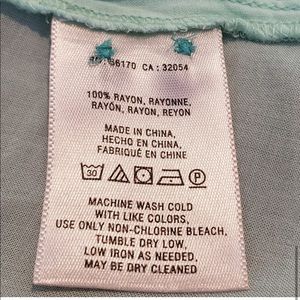 66170 CA : 32054
100% RAYON, RAYONNE,
RAYÓN, RAYON, REYON
MADE IN CHINA,
HECHO EN CHINA,
FABRIQUÉ EN CHINE
30 P
MACHINE WASH COLD
WITH LIKE COLORS,
USE ONLY NON-CHLORINE BLEACH.
TUMBLE DRY LOW,
LOW IRON AS NEEDED.
MAY BE DRY CLEANED